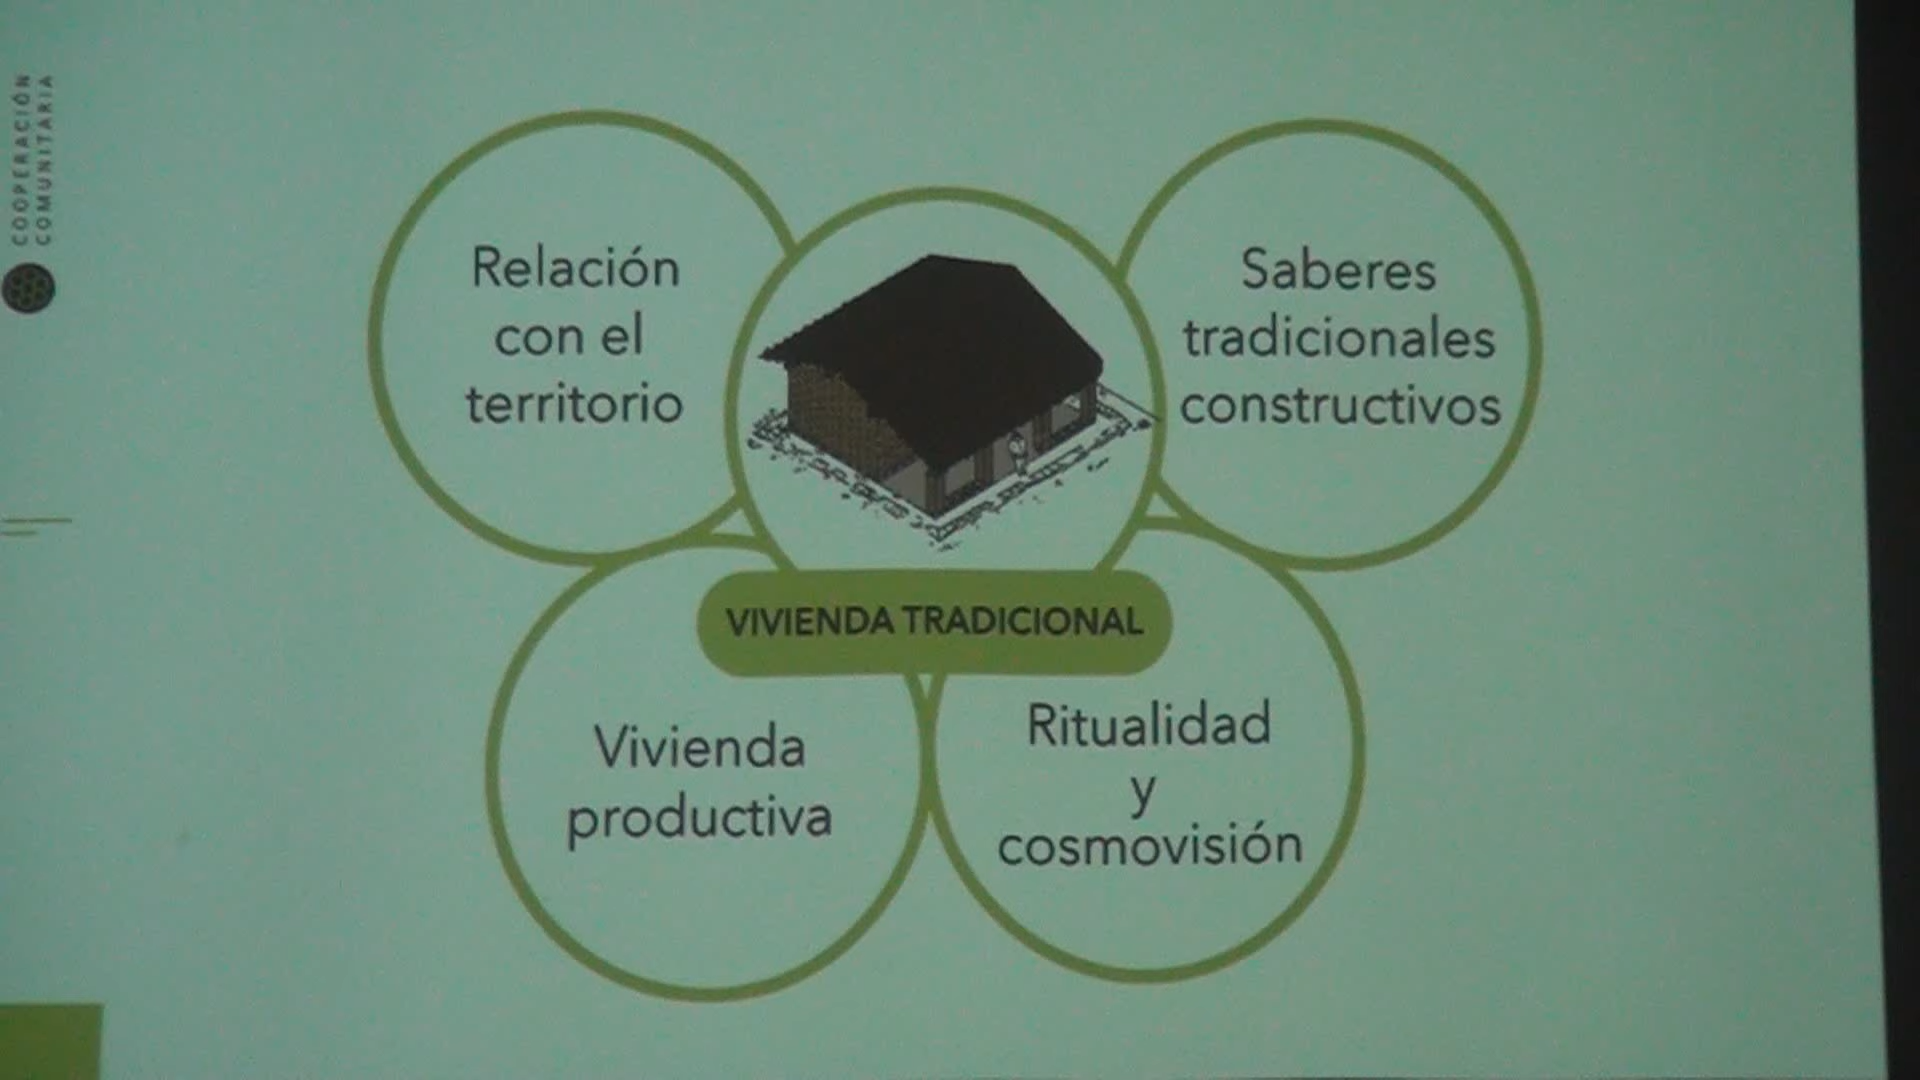 COOPERACIÓN
COMUNITARIA
Relación
con el
territorio
Saberes
tradicionales
constructivos
VIVIENDA TRADICIONAL
Vivienda
productiva
Ritualidad
y
cosmovisión